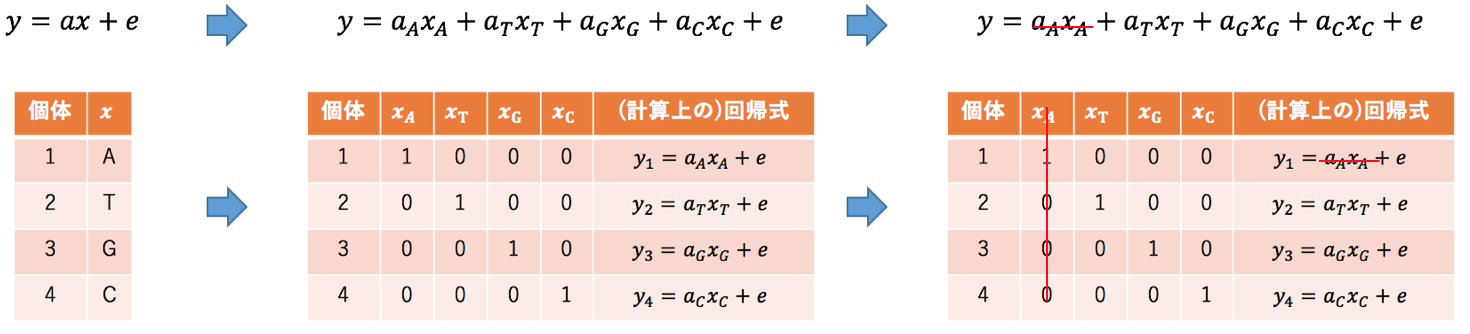 y = ax + e
y = a_A x_A + a_T x_T + a_G x_G + a_C x_C + e
y = a_A x_A + a_T x_T + a_G x_G + a_C x_C + e
個体 x
1 A
2 T
3 G
4 C
個体 x_A x_T x_G x_C (計算上の)回帰式
1 1 0 0 0 y_1 = a_A x_A + e
2 0 1 0 0 y_2 = a_T x_T + e
3 0 0 1 0 y_3 = a_G x_G + e
4 0 0 0 1 y_4 = a_C x_C + e
個体 x_A x_T x_G x_C (計算上の)回帰式
1 1 0 0 0 y_1 = a_A x_A + e
2 0 1 0 0 y_2 = a_T x_T + e
3 0 0 1 0 y_3 = a_G x_G + e
4 0 0 0 1 y_4 = a_C x_C + e